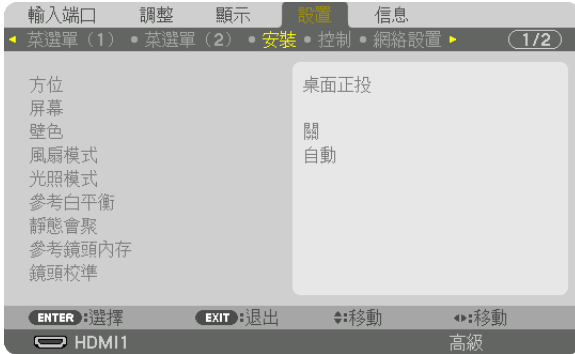 輸入端口 調整 顯示 設置 信息
菜選單（1） ● 菜選單（2） ● 安裝 ● 控制 ● 網絡設置 1/2
方位 桌面正投
屏幕
壁色 關
風扇模式 自動
光照模式
參考白平衡
靜態會聚
參考鏡頭內存
鏡頭校準
ENTER:選擇 EXIT:退出 :移動 :移動
HDMI1 高級